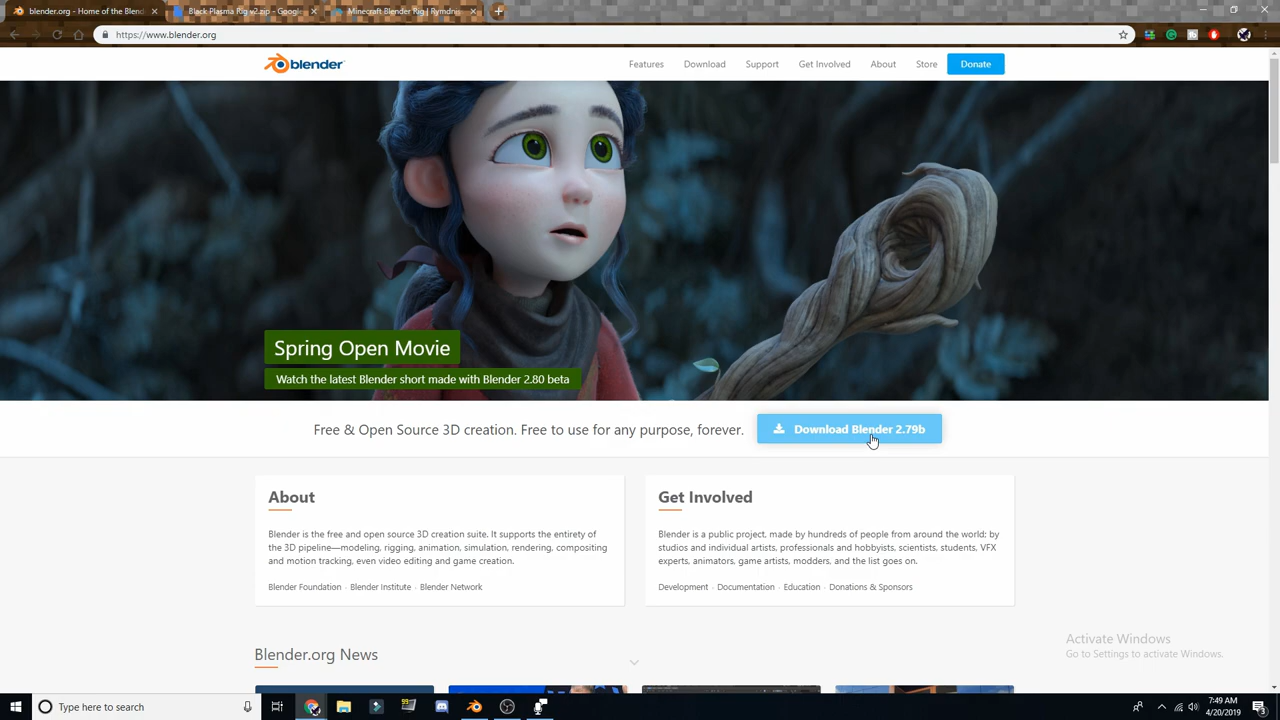 blender.org - Home of the Blen
Black Plasma Rig v2.zip - Google
Minecraft Blender Rig | Rymdnis
https://www.blender.org
blender
Features
Download
Support
Get Involved
About
Store
Donate
Spring Open Movie
Watch the latest Blender short made with Blender 2.80 beta
Free & Open Source 3D creation. Free to use for any purpose, forever.
Download Blender 2.79b
About
Blender is the free and open source 3D creation suite. It supports the entirety of
the 3D pipeline—modeling, rigging, animation, simulation, rendering, compositing
and motion tracking, even video editing and game creation.
Blender Foundation · Blender Institute · Blender Network
Get Involved
Blender is a public project, made by hundreds of people from around the world; by
studios and individual artists, professionals and hobbyists, scientists, students, VFX
experts, animators, game artists, modders, and the list goes on.
Development · Documentation · Education · Donations & Sponsors
Blender.org News
Activate Windows
Go to Settings to activate Windows.
Type here to search
7:49 AM
4/20/2019